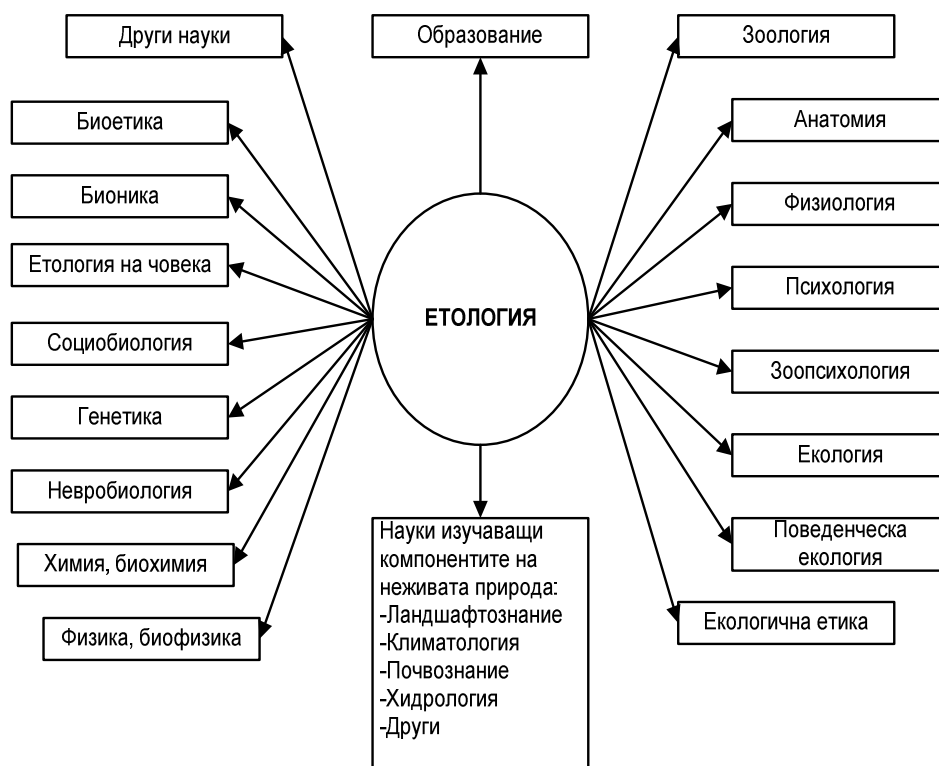 Други науки
Образование
Зоология
Биоетика
Анатомия
Бионика
Физиология
Етология на човека
Психология
ЕТОЛОГИЯ
Социобиология
Зоопсихология
Генетика
Екология
Невробиология
Науки изучаващи
компонентите на
неживата природа:
-Ландшафтознание
-Климатология
-Почвознание
-Хидрология
-Други
Поведенческа
екология
Химия, биохимия
Физика, биофизика
Екологична етика